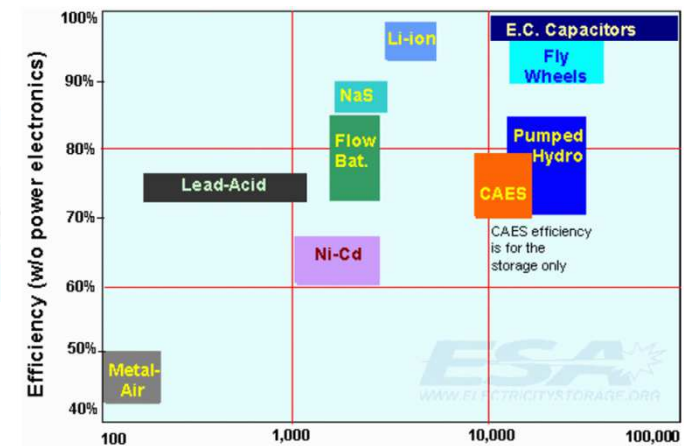 Efficiency (w/o power electronics)
100%
90%
80%
70%
60%
50%
40%
Li-ion
E.C. Capacitors
Fly
Wheels
NaS
Flow
Bat.
Pumped
Hydro
Lead-Acid
CAES
CAES efficiency
is for the
storage only
Ni-Cd
Metal-
Air
ESA
WWW.ELECTRICITYSTORAGE.ORG
100
1,000
10,000
100,000